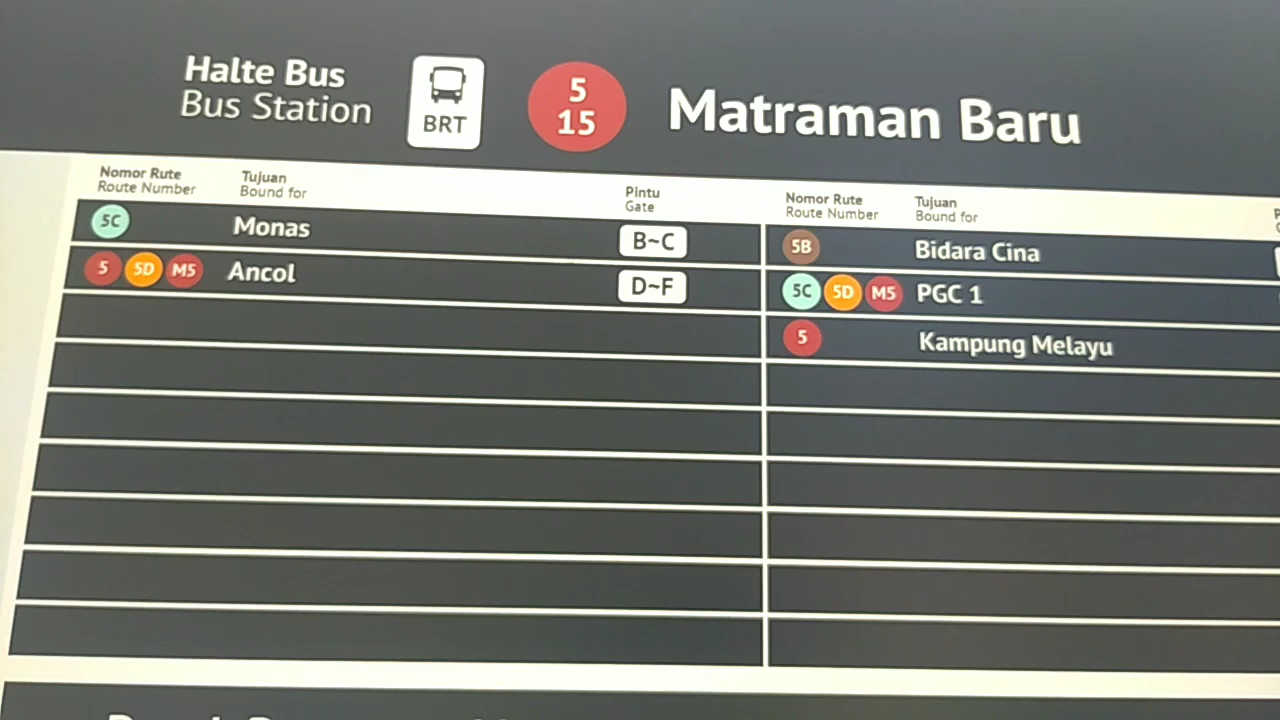 Halte Bus
Bus Station
BRT
5
15
Matraman Baru
Nomor Rute
Route Number
Tujuan
Bound for
Pintu
Gate
5C Monas B~C
5 5D M5 Ancol D~F
Nomor Rute
Route Number
Tujuan
Bound for
5B Bidara Cina
5C 5D M5 PGC 1
5 Kampung Melayu